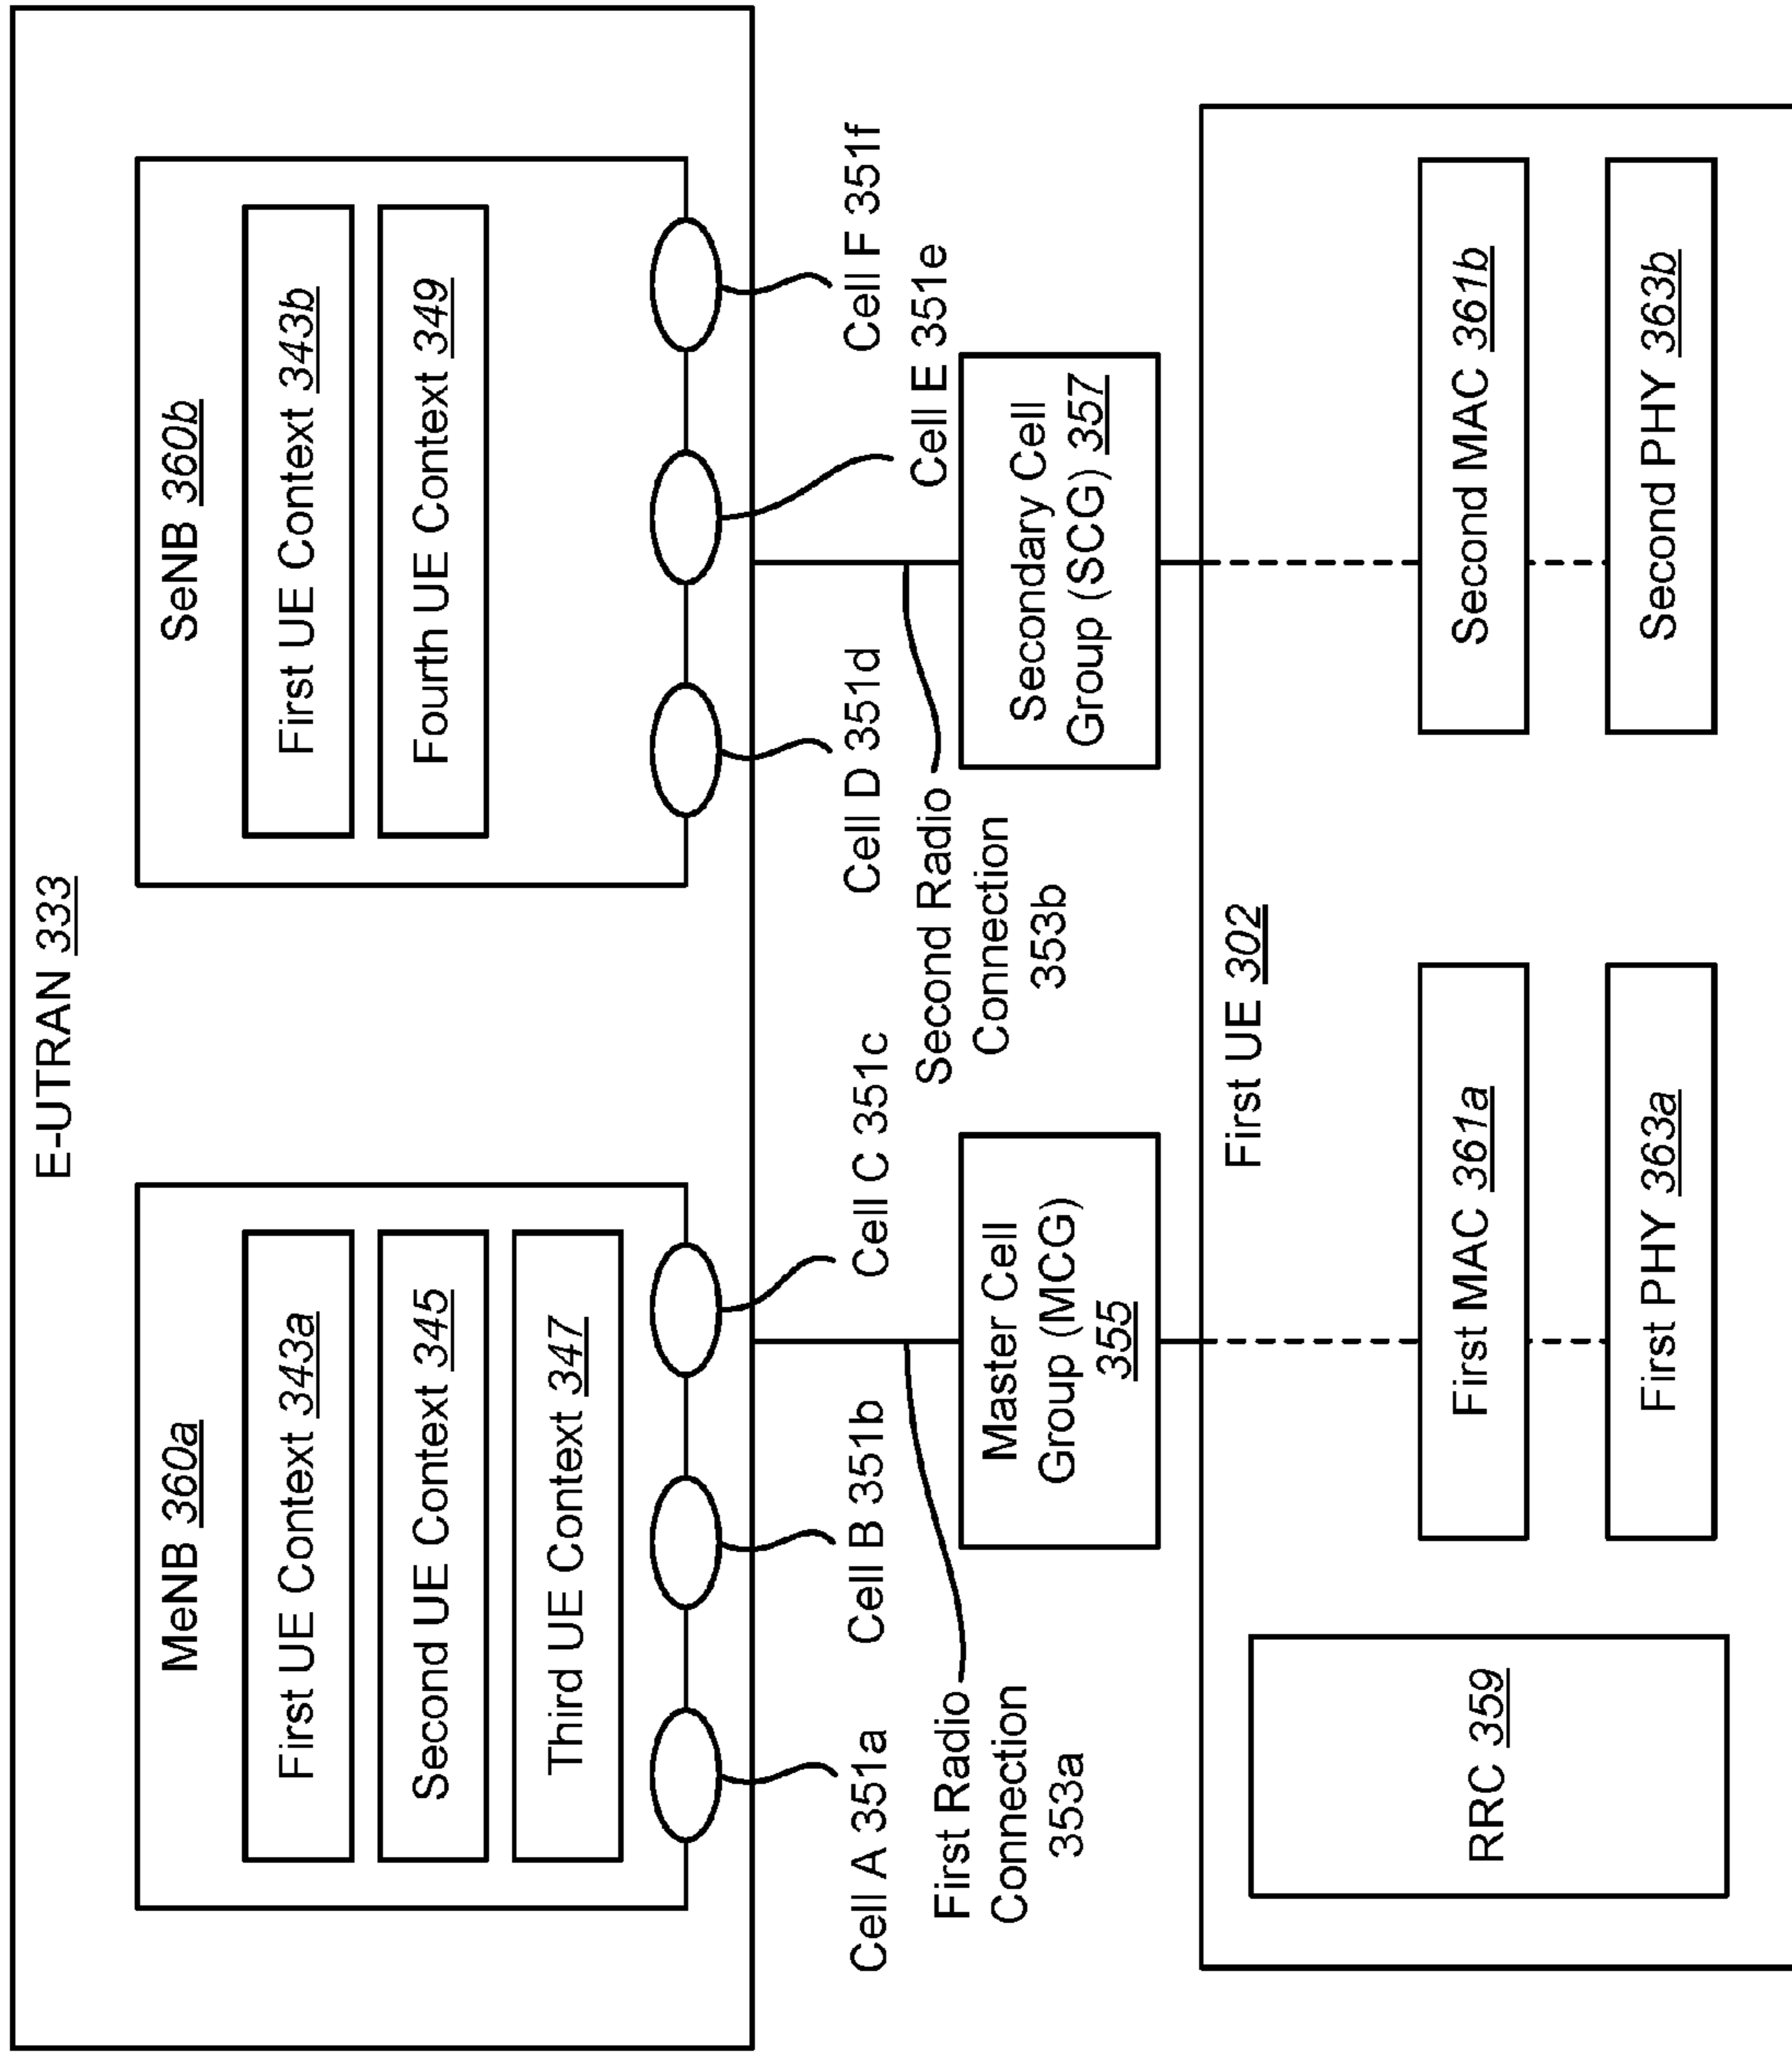 E-UTRAN 333
MeNB 360a
First UE Context 343a
Second UE Context 345
Third UE Context 347
SeNB 360b
First UE Context 343b
Fourth UE Context 349
Cell A 351a
Cell B 351b
Cell C 351c
Cell D 351d
Cell E 351e
Cell F 351f
First Radio
Connection
353a
Master Cell
Group (MCG)
355
Second Radio
Connection
353b
Secondary Cell
Group (SCG) 357
First UE 302
RRC 359
First MAC 361a
First PHY 363a
Second MAC 361b
Second PHY 363b